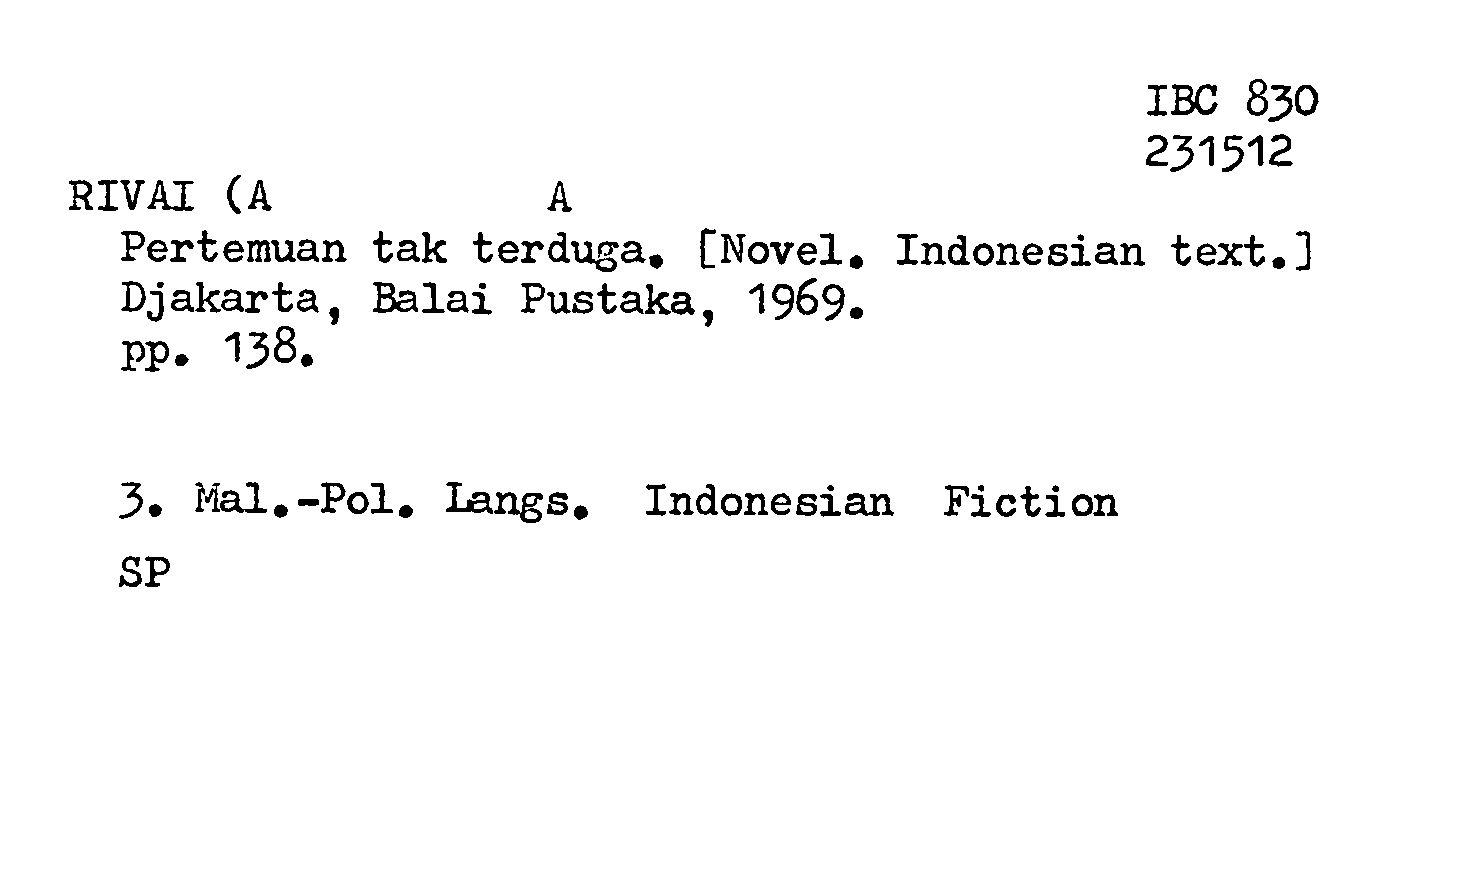 IBC 830
231512
RIVAI (A A
Pertemuan tak terduga. [Novel. Indonesian text.]
Djakarta, Balai Pustaka, 1969.
pp. 138.
3. Mal.-Pol. Langs. Indonesian Fiction
SP